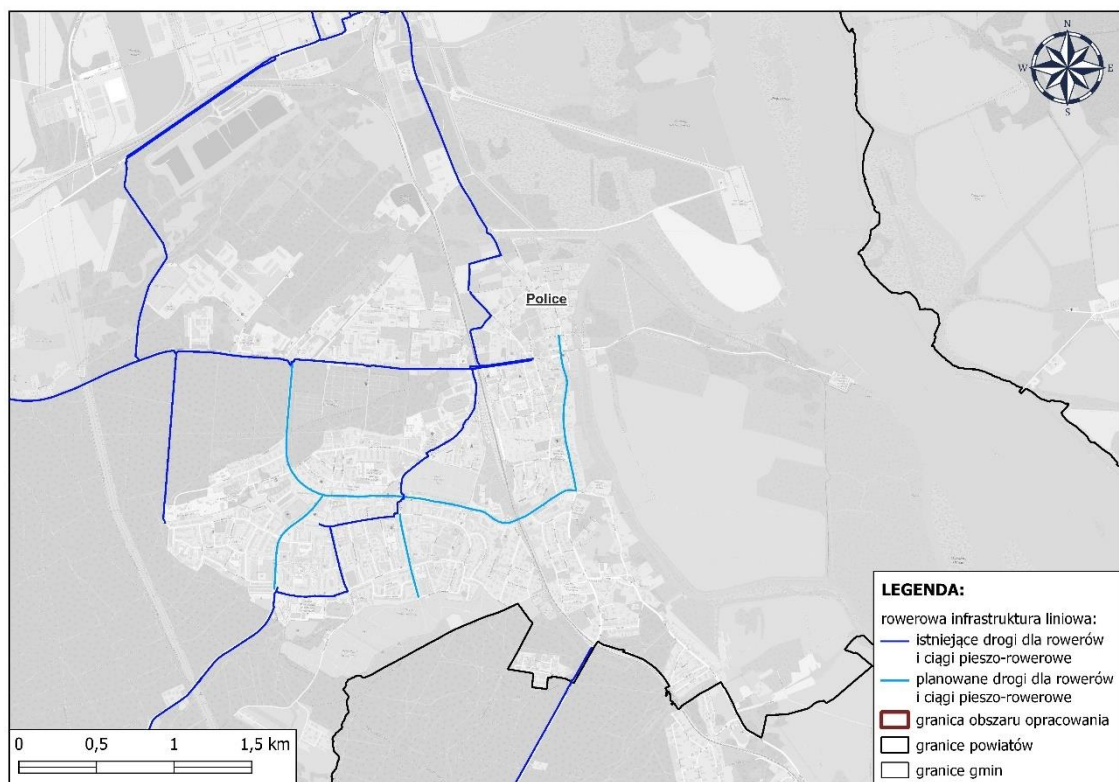 N
W
E
S
Police
LEGENDA:
rowerowa infrastruktura liniowa:
istniejące drogi dla rowerów
i ciągi pieszo-rowerowe
planowane drogi dla rowerów
i ciągi pieszo-rowerowe
granica obszaru opracowania
granice powiatów
granice gmin
0 0,5 1 1,5 km